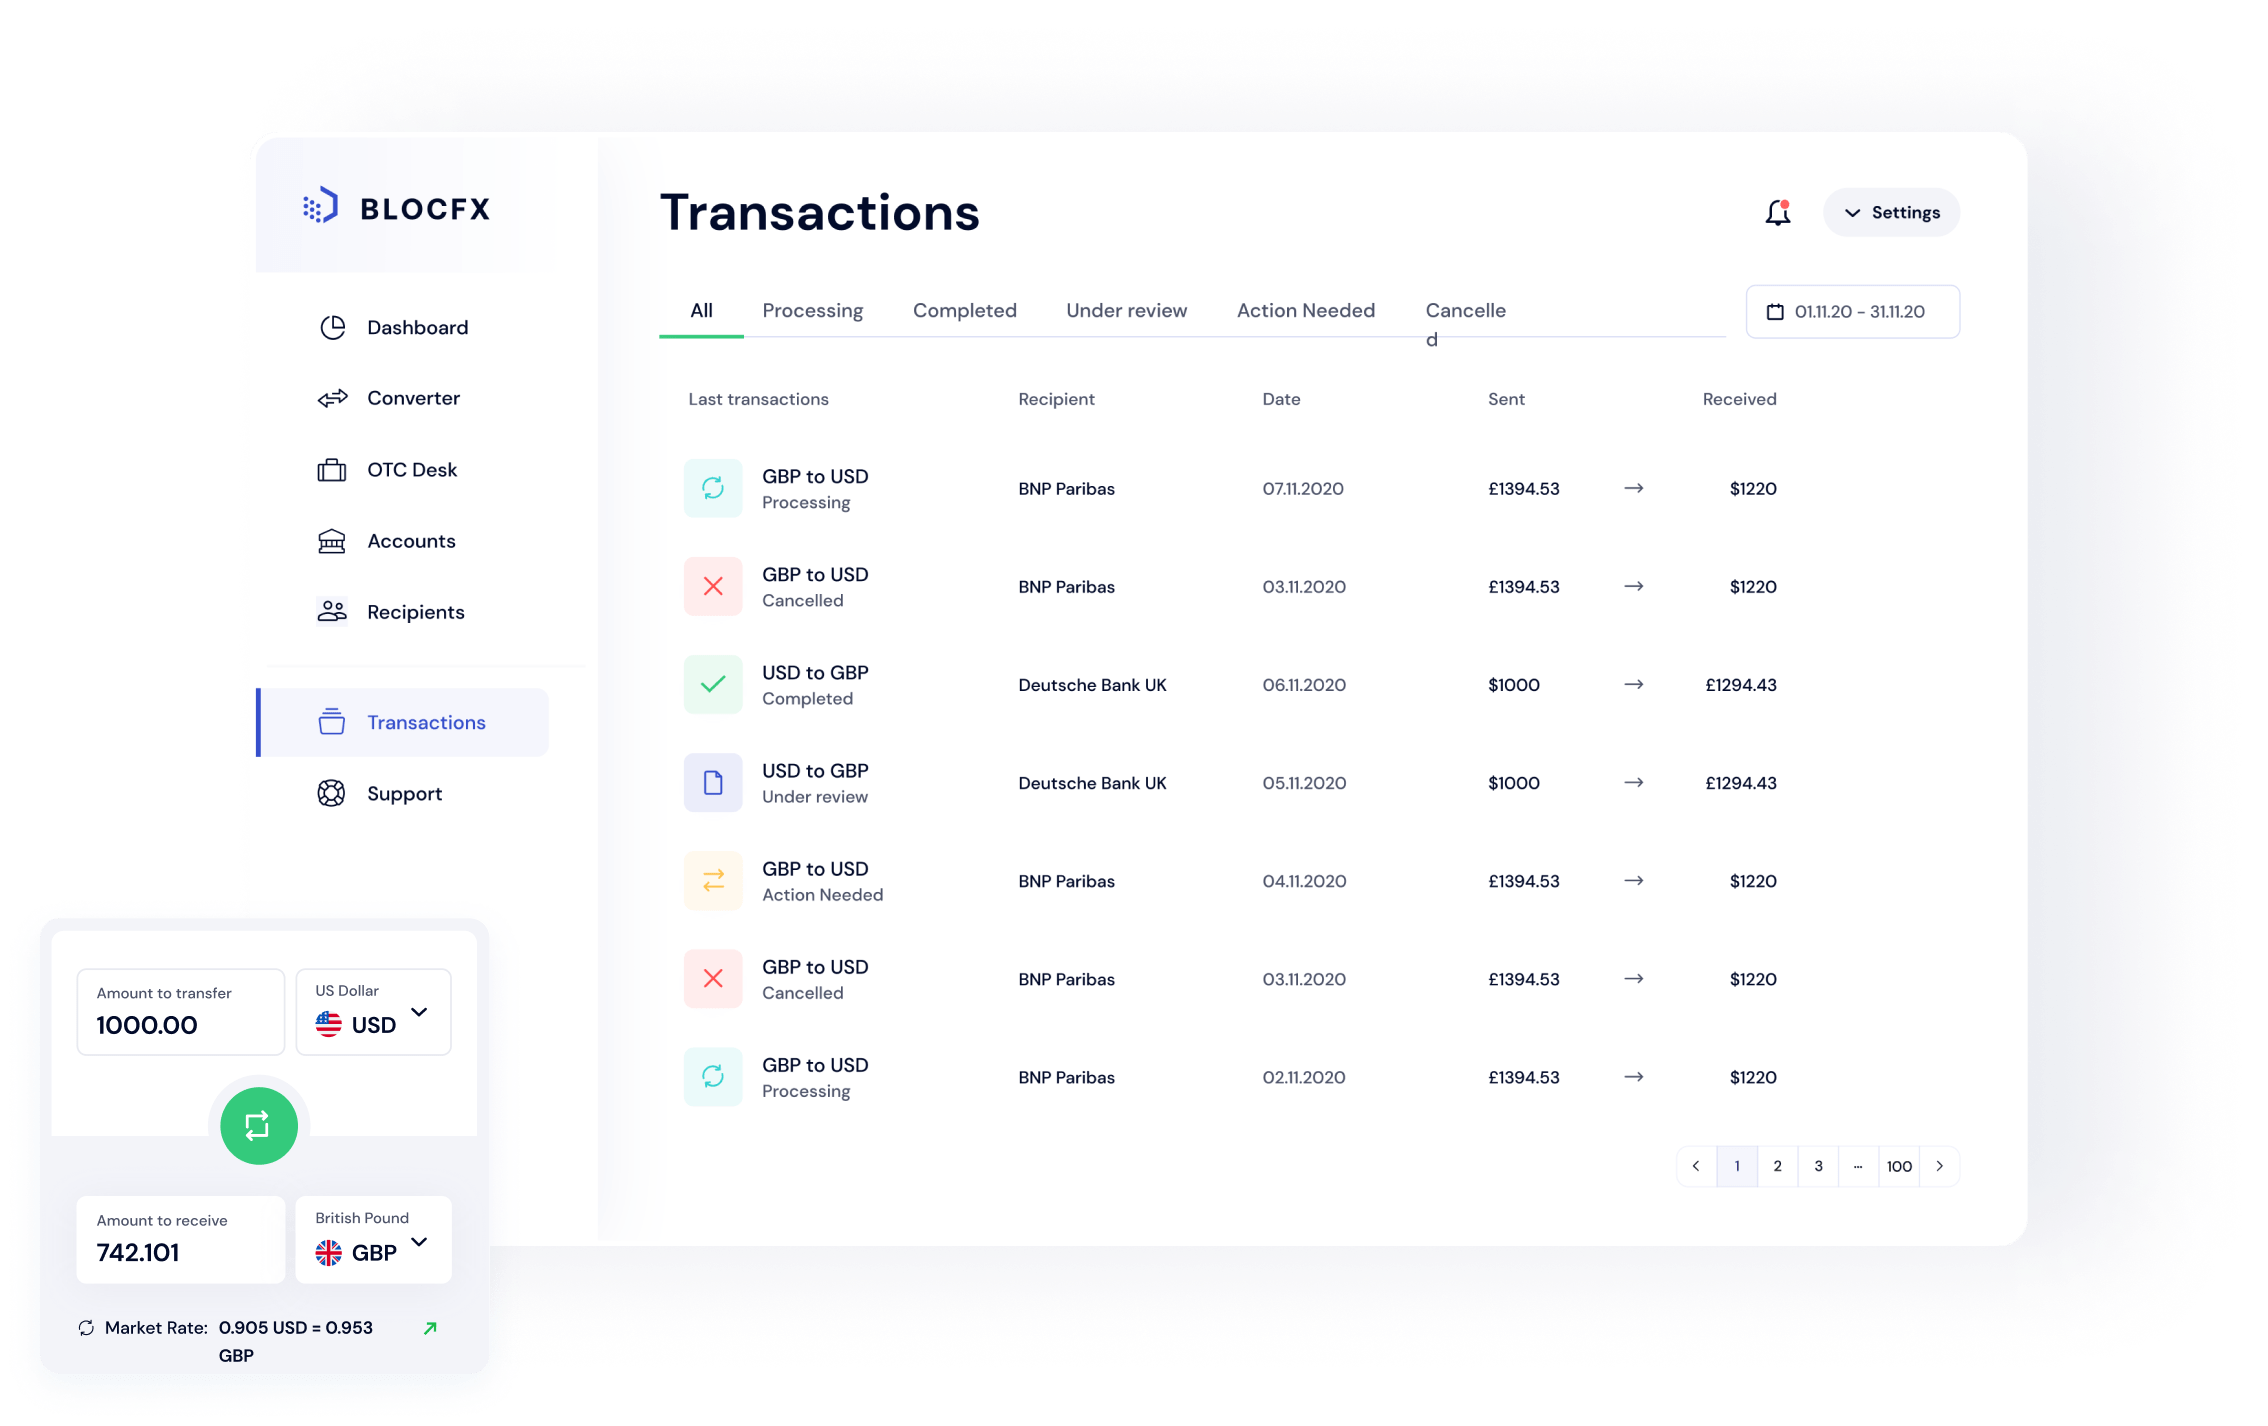 BLOCFX
Dashboard
Converter
OTC Desk
Accounts
Recipients
Transactions
Support
Transactions
Settings
All Processing Completed Under review Action Needed Cancelle
d
01.11.20 - 31.11.20
Last transactions Recipient Date Sent Received
GBP to USD
Processing
BNP Paribas 07.11.2020 £1394.53 → $1220
GBP to USD
Cancelled
BNP Paribas 03.11.2020 £1394.53 → $1220
USD to GBP
Completed
Deutsche Bank UK 06.11.2020 $1000 → £1294.43
USD to GBP
Under review
Deutsche Bank UK 05.11.2020 $1000 → £1294.43
GBP to USD
Action Needed
BNP Paribas 04.11.2020 £1394.53 → $1220
GBP to USD
Cancelled
BNP Paribas 03.11.2020 £1394.53 → $1220
GBP to USD
Processing
BNP Paribas 02.11.2020 £1394.53 → $1220
< 1 2 3 ... 100 >
Amount to transfer
1000.00
US Dollar
USD
Amount to receive
742.101
British Pound
GBP
Market Rate: 0.905 USD = 0.953
GBP